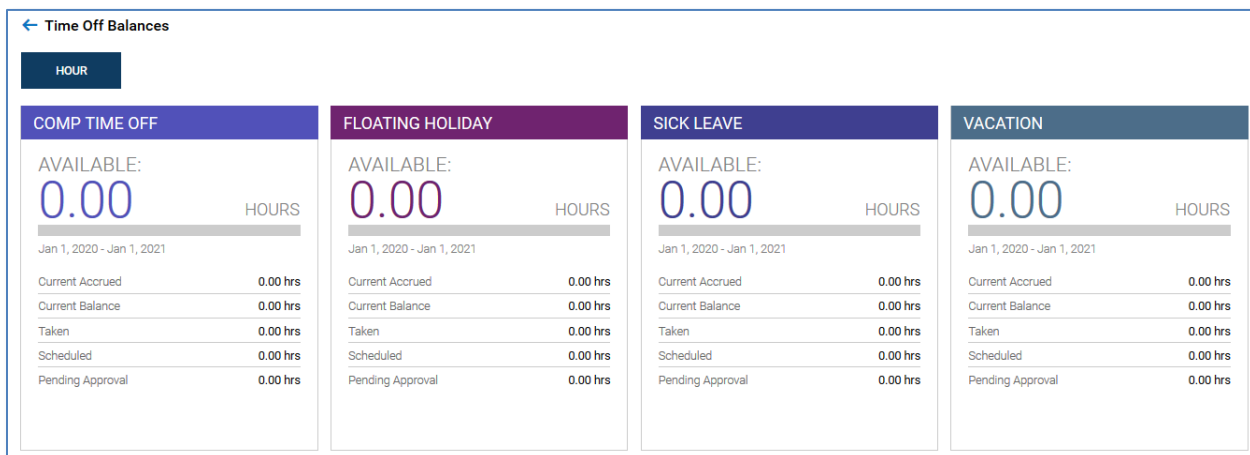 ← Time Off Balances
HOUR
COMP TIME OFF
AVAILABLE:
0.00 HOURS
Jan 1, 2020 - Jan 1, 2021
Current Accrued 0.00 hrs
Current Balance 0.00 hrs
Taken 0.00 hrs
Scheduled 0.00 hrs
Pending Approval 0.00 hrs
FLOATING HOLIDAY
AVAILABLE:
0.00 HOURS
Jan 1, 2020 - Jan 1, 2021
Current Accrued 0.00 hrs
Current Balance 0.00 hrs
Taken 0.00 hrs
Scheduled 0.00 hrs
Pending Approval 0.00 hrs
SICK LEAVE
AVAILABLE:
0.00 HOURS
Jan 1, 2020 - Jan 1, 2021
Current Accrued 0.00 hrs
Current Balance 0.00 hrs
Taken 0.00 hrs
Scheduled 0.00 hrs
Pending Approval 0.00 hrs
VACATION
AVAILABLE:
0.00 HOURS
Jan 1, 2020 - Jan 1, 2021
Current Accrued 0.00 hrs
Current Balance 0.00 hrs
Taken 0.00 hrs
Scheduled 0.00 hrs
Pending Approval 0.00 hrs